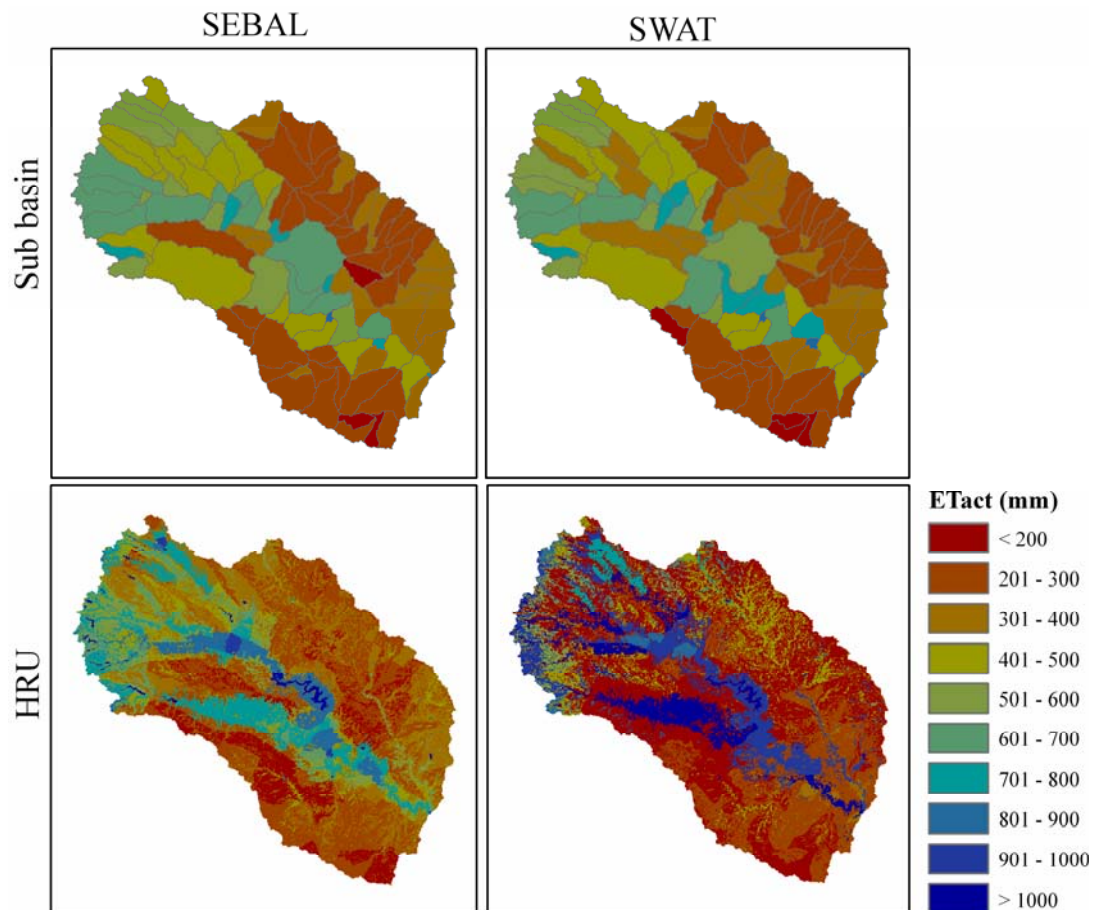 SEBAL
SWAT
Sub basin
HRU
ETact (mm)
< 200
201 - 300
301 - 400
401 - 500
501 - 600
601 - 700
701 - 800
801 - 900
901 - 1000
> 1000